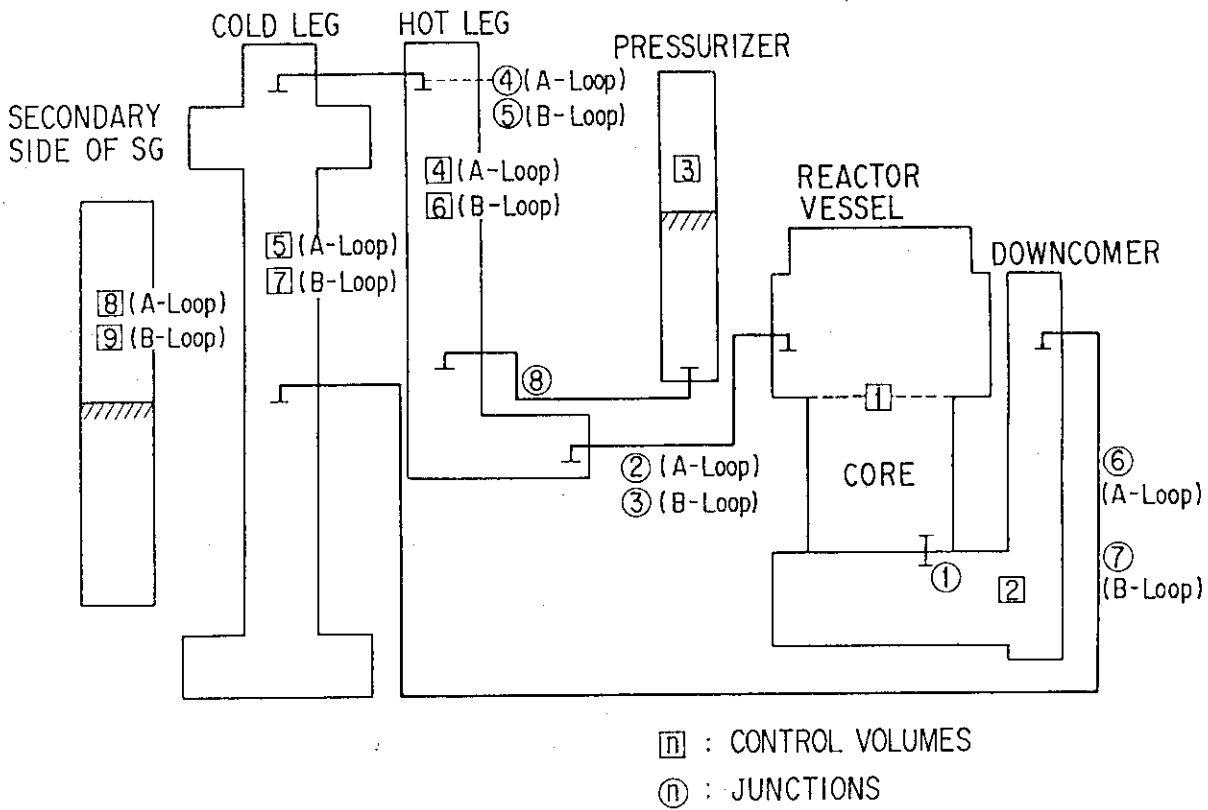 COLD LEG
HOT LEG
PRESSURIZER
④(A-Loop)
⑤(B-Loop)
SECONDARY
SIDE OF SG
4 (A-Loop)
6 (B-Loop)
3
REACTOR
VESSEL
DOWNCOMER
5 (A-Loop)
7 (B-Loop)
8 (A-Loop)
9 (B-Loop)
⑧
1
② (A-Loop)
③ (B-Loop)
CORE
⑥
(A-Loop)
①
2
⑦
(B-Loop)
n : CONTROL VOLUMES
ⓝ : JUNCTIONS